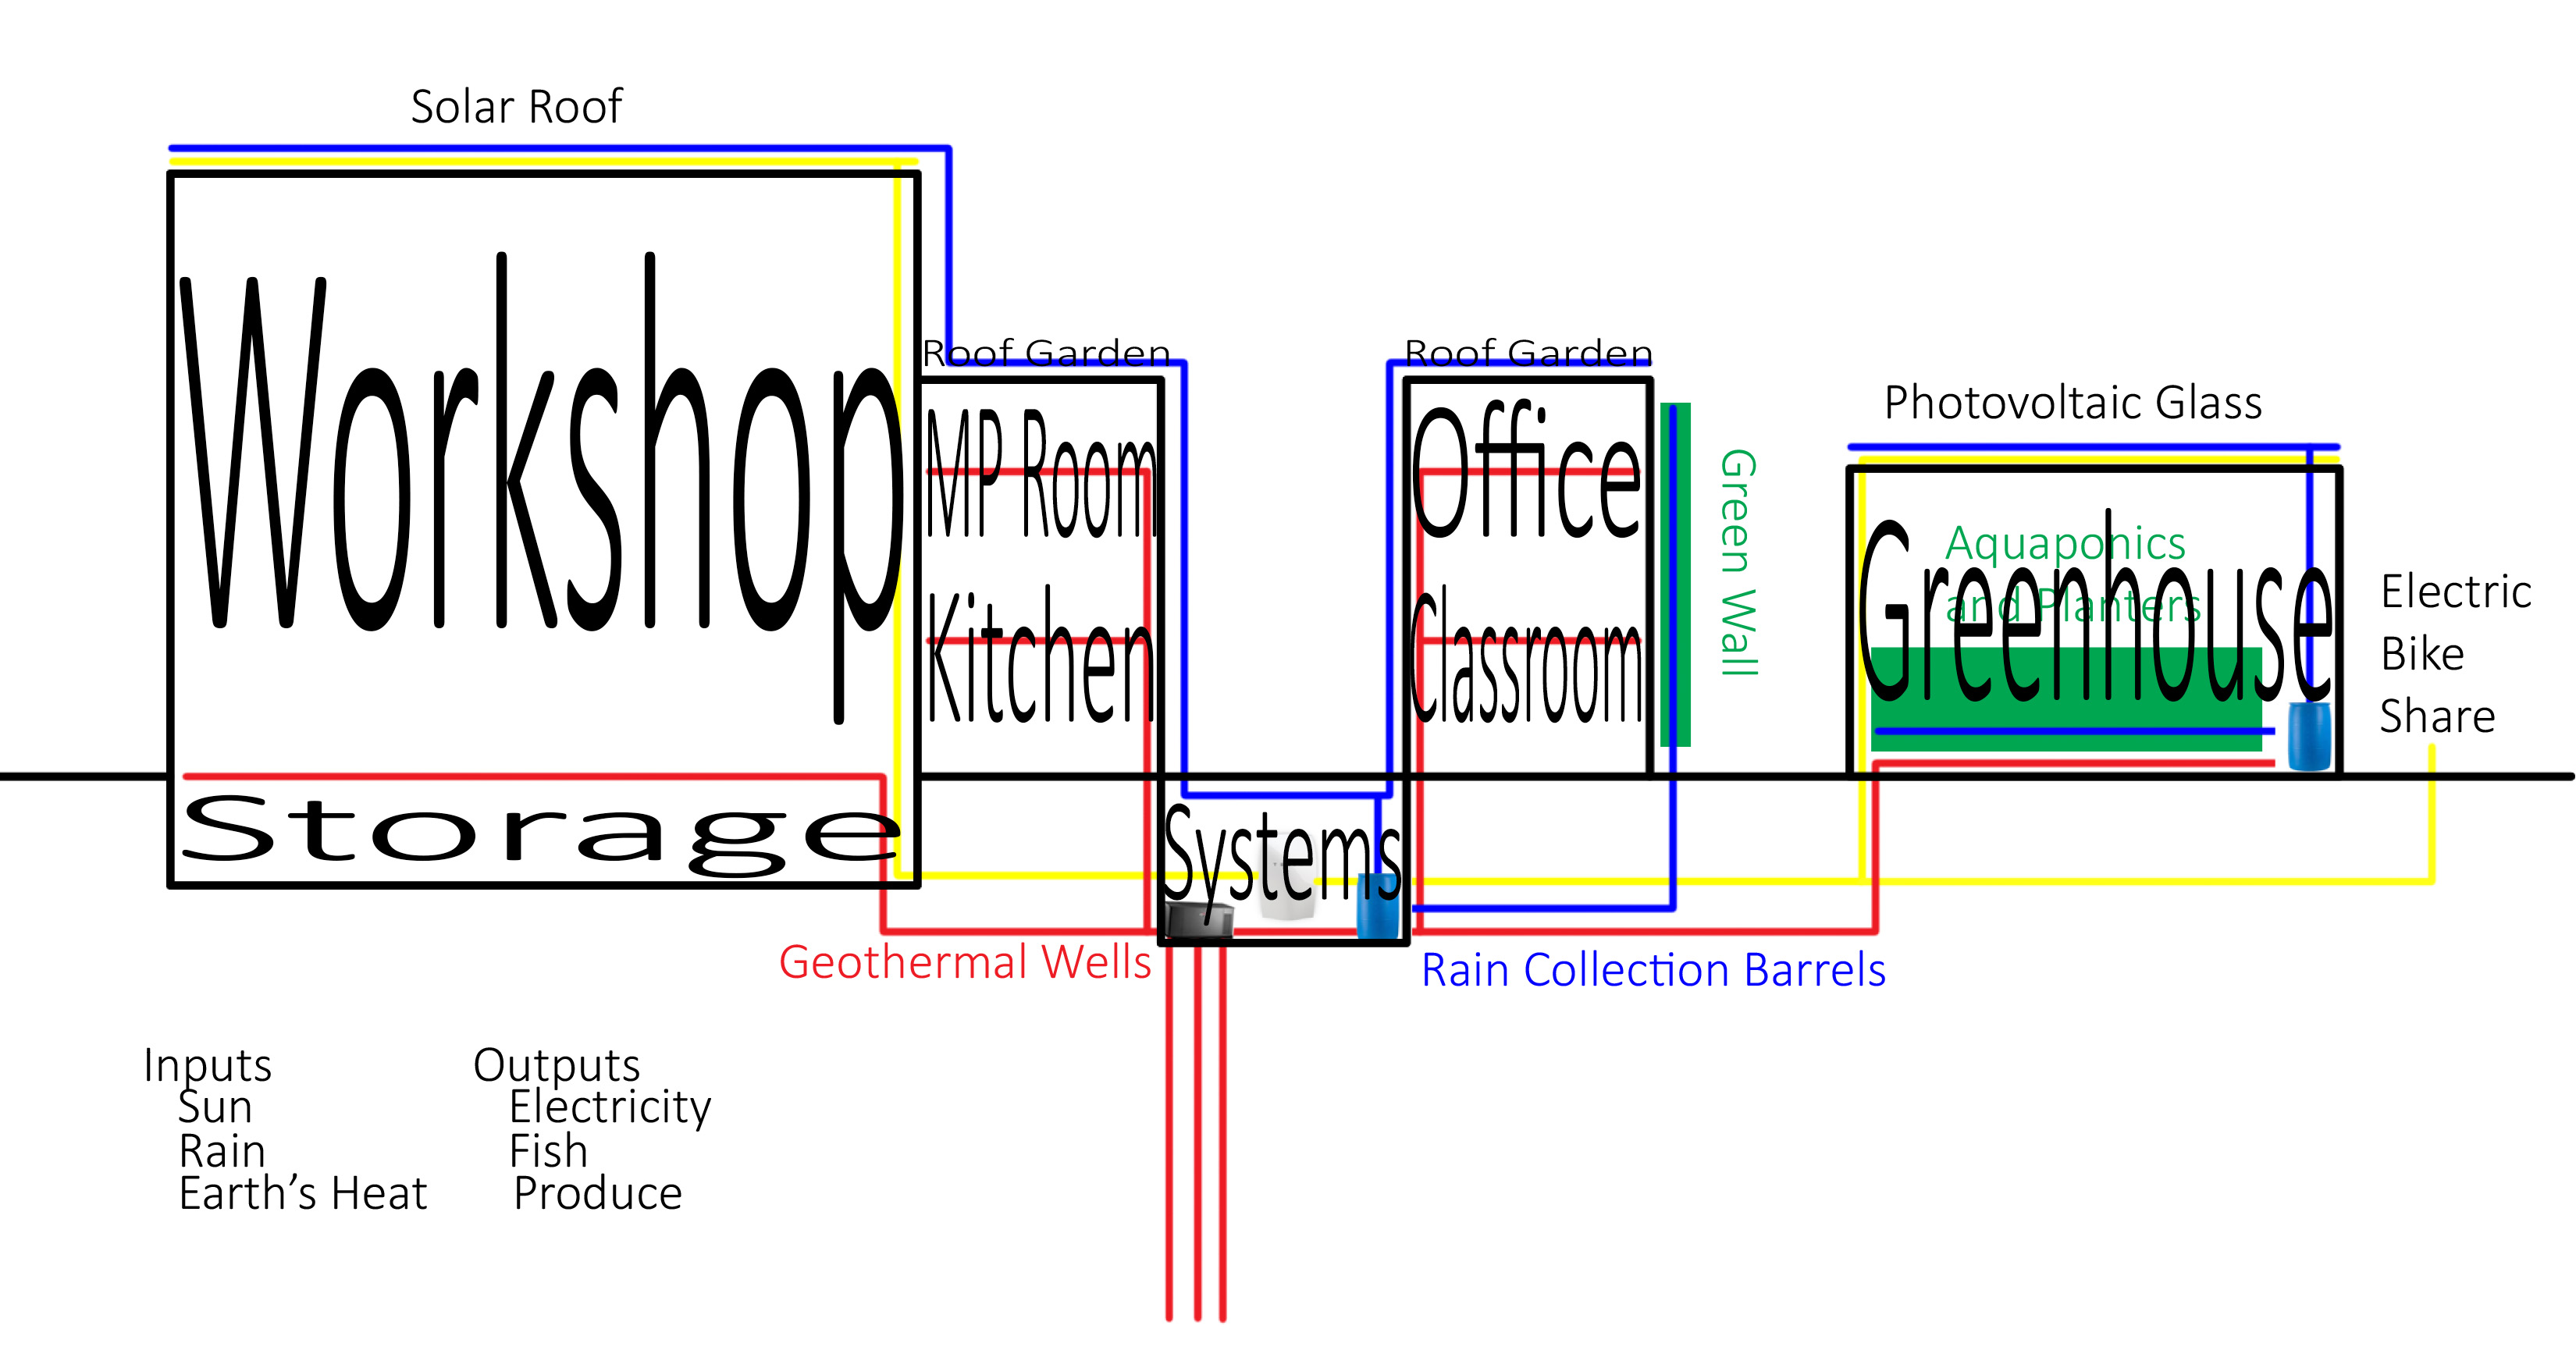 Solar Roof
Workshop
Storage
Roof Garden
MP Room
Kitchen
Systems
Roof Garden
Office
Classroom
Green Wall
Photovoltaic Glass
Aquaponics
and Planters
Greenhouse
Electric
Bike
Share
Geothermal Wells
Rain Collection Barrels
Inputs
Sun
Rain
Earth’s Heat
Outputs
Electricity
Fish
Produce